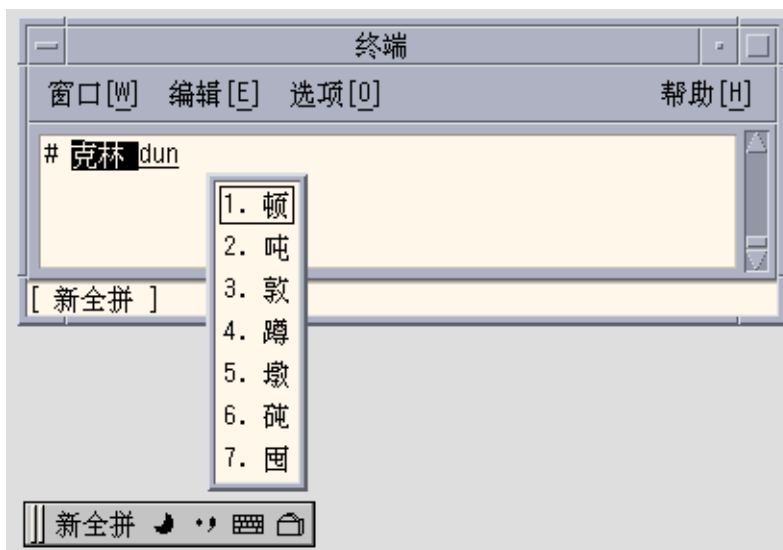 终端
窗口[W] 编辑[E] 选项[O] 帮助[H]
# 克林 dun
1. 顿
2. 吨
3. 敦
4. 蹲
5. 墩
6. 砘
7. 囤
[ 新全拼 ]
新全拼